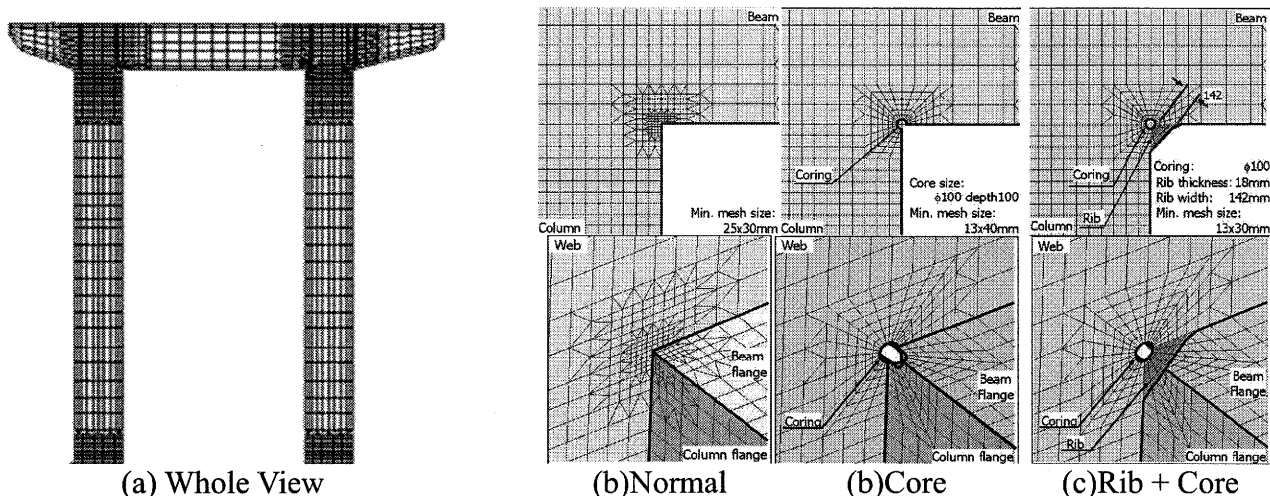 Beam
Column
Min. mesh size:
25x30mm
Web
Beam
flange
Column flange
Beam
Coring
Core size:
ϕ100 depth100
Min. mesh size:
13x40mm
Column
Web
Beam
flange
Coring
Column flange
Beam
142
Coring
Rib
Coring: ϕ100
Rib thickness: 18mm
Rib width: 142mm
Min. mesh size:
13x30mm
Column
Web
Beam
flange
Coring
Rib
Column flange
(a) Whole View
(b)Normal
(b)Core
(c)Rib + Core